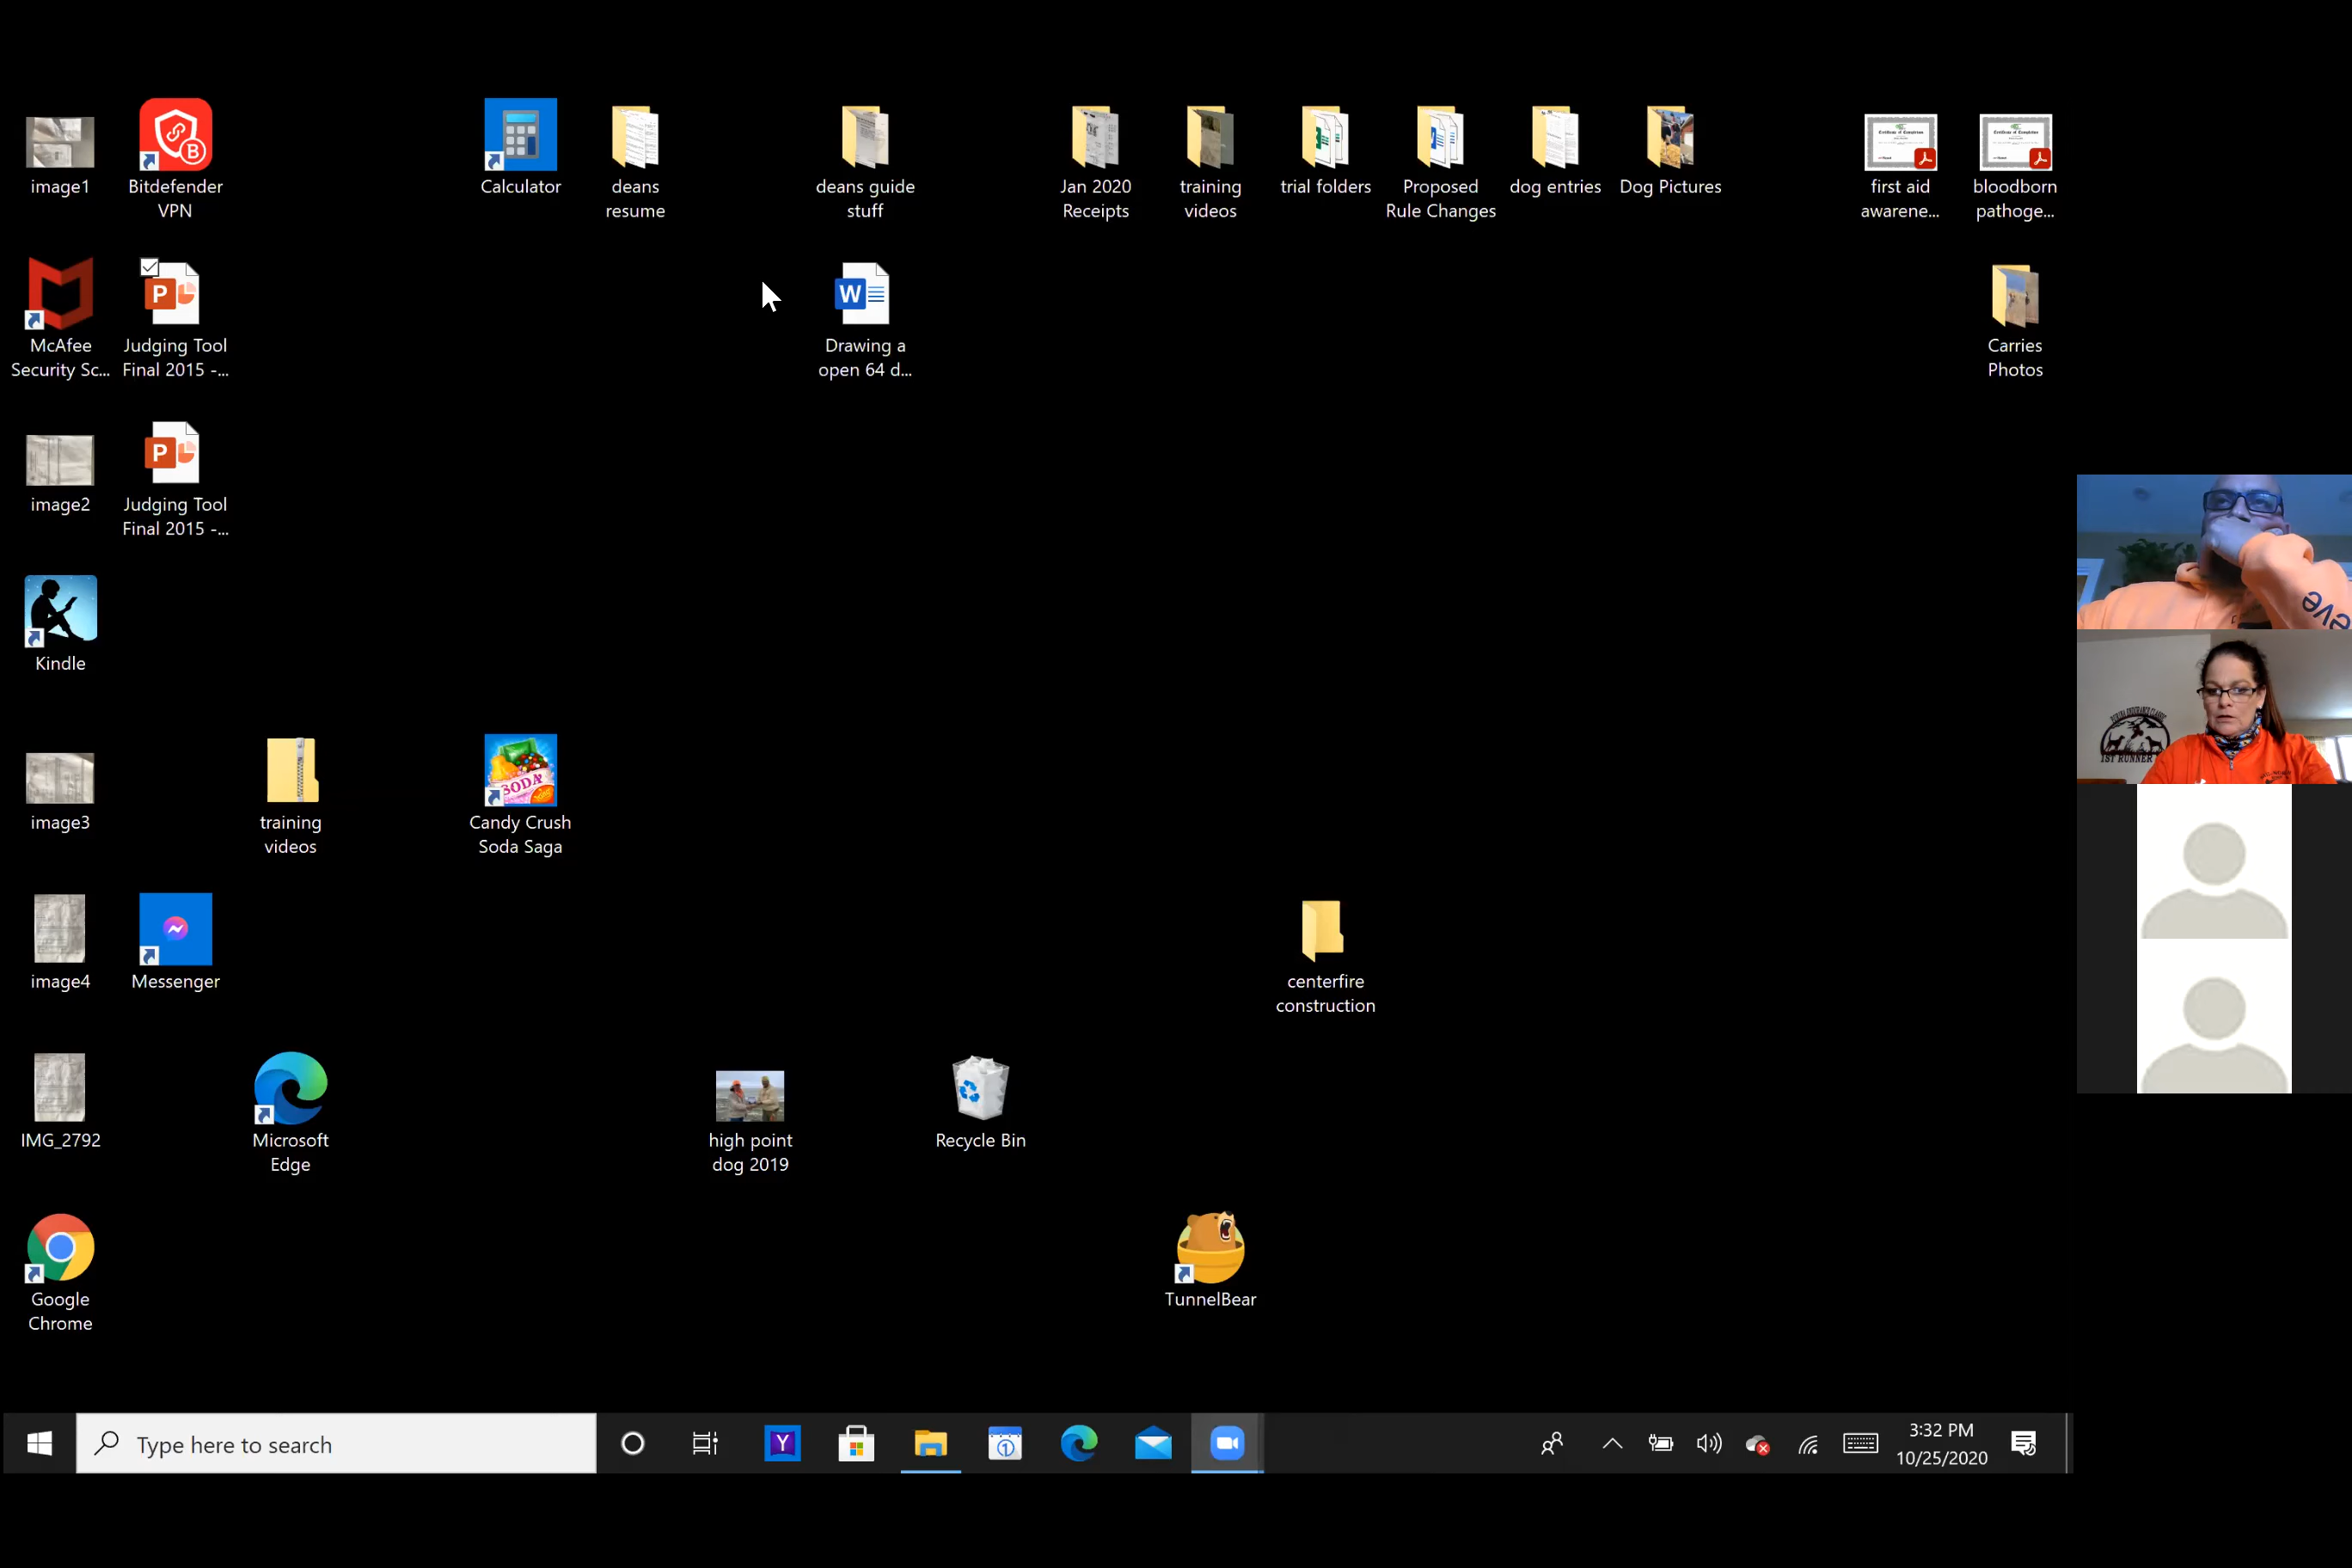 image1
Bitdefender
VPN
Calculator
deans
resume
deans guide
stuff
Jan 2020
Receipts
training
videos
trial folders
Proposed
Rule Changes
dog entries
Dog Pictures
first aid
awarene...
bloodborn
pathoge...
McAfee
Security Sc...
Judging Tool
Final 2015 -...
Drawing a
open 64 d...
Carries
Photos
image2
Judging Tool
Final 2015 -...
Kindle
eve
1ST RUNNER
image3
training
videos
SODA
Candy Crush
Soda Saga
image4
Messenger
centerfire
construction
IMG_2792
Microsoft
Edge
high point
dog 2019
Recycle Bin
Google
Chrome
TunnelBear
Type here to search
3:32 PM
10/25/2020